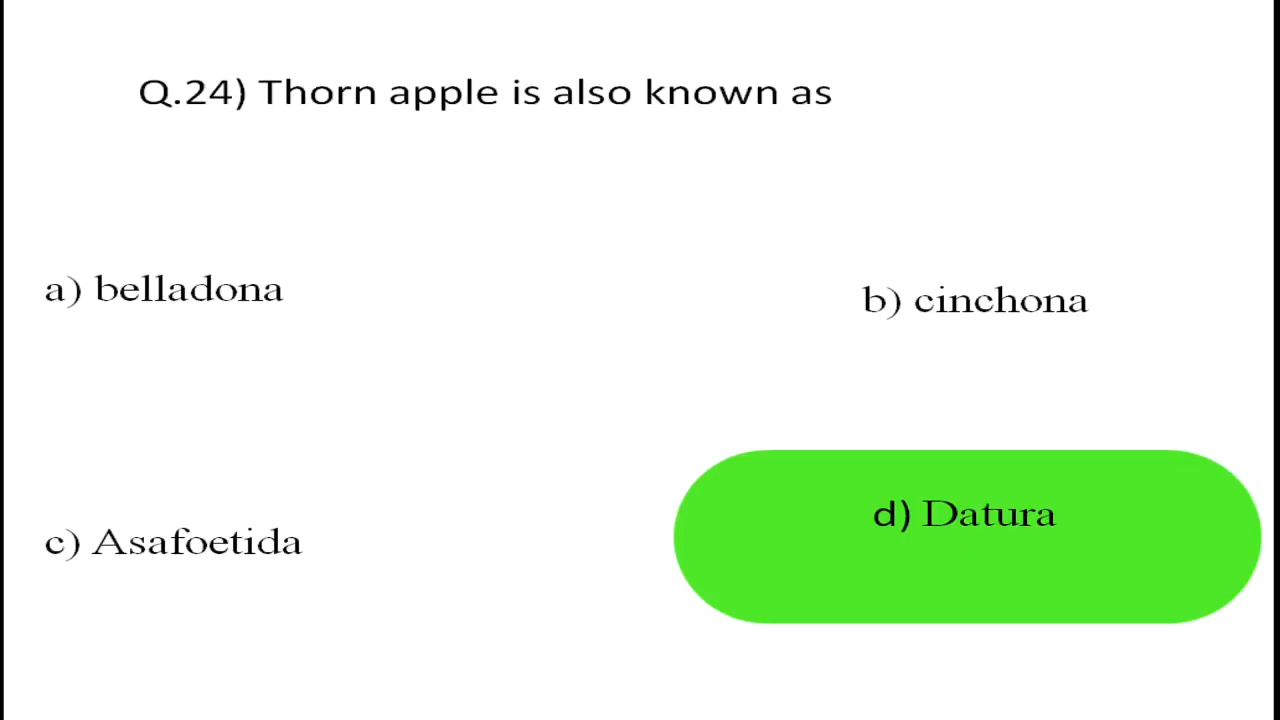 Q.24) Thorn apple is also known as
a) belladona
b) cinchona
c) Asafoetida
d) Datura